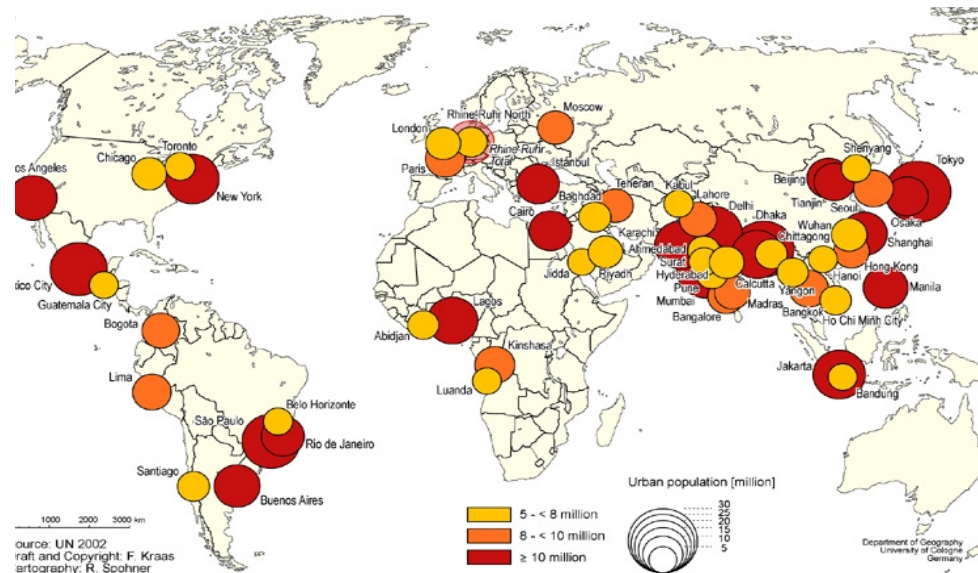 Moscow
Rhine-Ruhr North
London
Rhine-Ruhr
Total
Paris
Istanbul
Toronto
Chicago
os Angeles
New York
Shenyang
Tokyo
Beijing
Tianjin
Seoul
Osaka
Teheran
Kabul
Lahore
Baghdad
Delhi
Cairo
Dhaka
Karachi
Chittagong
Wuhan
Shanghai
Ahmedabad
Surat
Jidda
Riyadh
Hyderabad
Calcutta
Hanoi
Hong Kong
Pune
Yangon
Manila
Mumbai
Madras
Bangkok
Bangalore
Ho Chi Minh City
ico City
Guatemala City
Lagos
Bogota
Abidjan
Kinshasa
Lima
Luanda
Jakarta
Bandung
Belo Horizonte
São Paulo
Rio de Janeiro
Santiago
Buenos Aires
1000 2000 3000 km
5 - < 8 million
8 - < 10 million
≥ 10 million
Urban population [million]
30
25
20
15
10
5
ource: UN 2002
raft and Copyright: F. Kraas
artography: R. Spohner
Department of Geography
University of Cologne
Germany